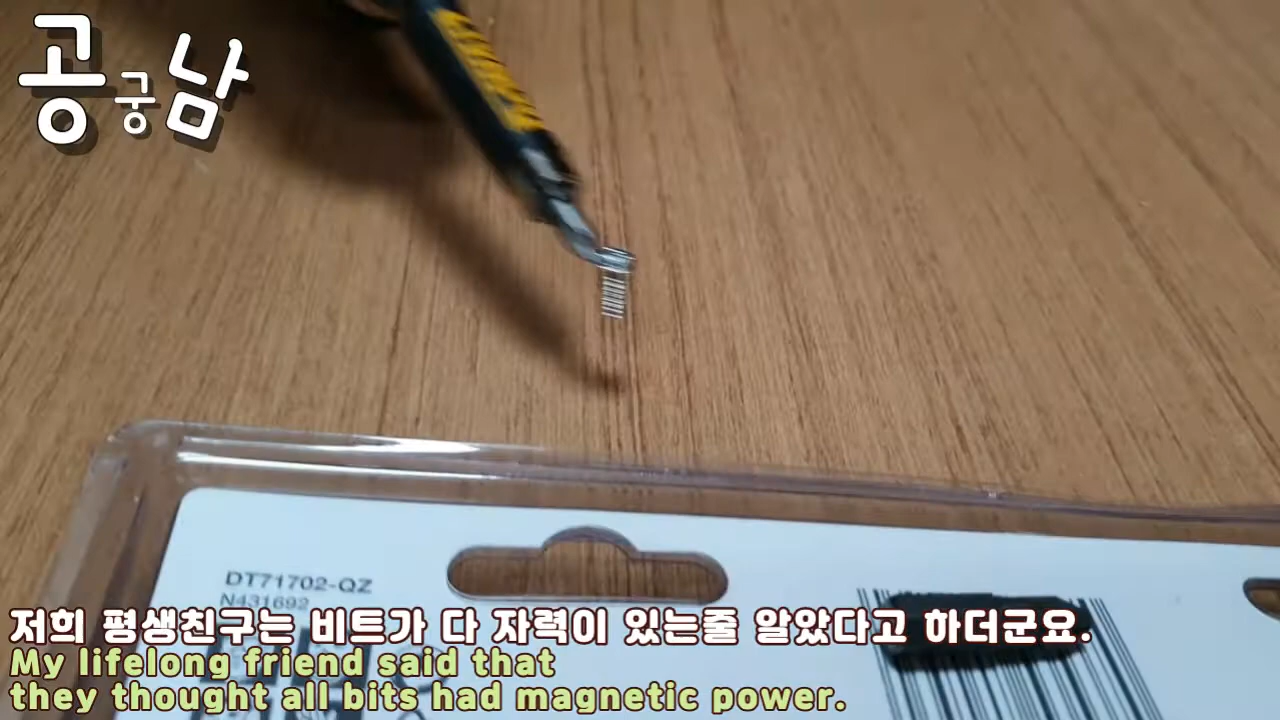 공궁남
DT71702-QZ
N431692
저희 평생친구는 비트가 다 자력이 있는줄 알았다고 하더군요.
My lifelong friend said that
they thought all bits had magnetic power.